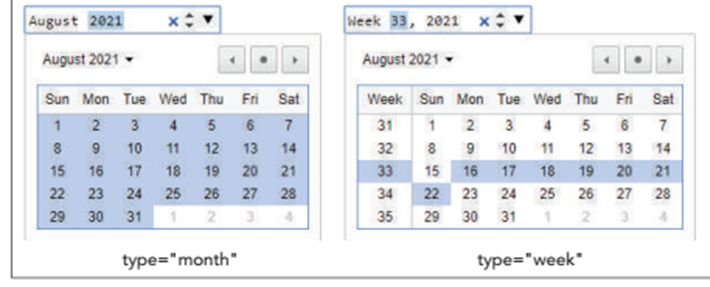 August 2021
August 2021
Sun Mon Tue Wed Thu Fri Sat
1 2 3 4 5 6 7
8 9 10 11 12 13 14
15 16 17 18 19 20 21
22 23 24 25 26 27 28
29 30 31 1 2 3 4
type="month"
Week 33, 2021
August 2021
Week Sun Mon Tue Wed Thu Fri Sat
31 1 2 3 4 5 6 7
32 8 9 10 11 12 13 14
33 15 16 17 18 19 20 21
34 22 23 24 25 26 27 28
35 29 30 31 1 2 3 4
type="week"